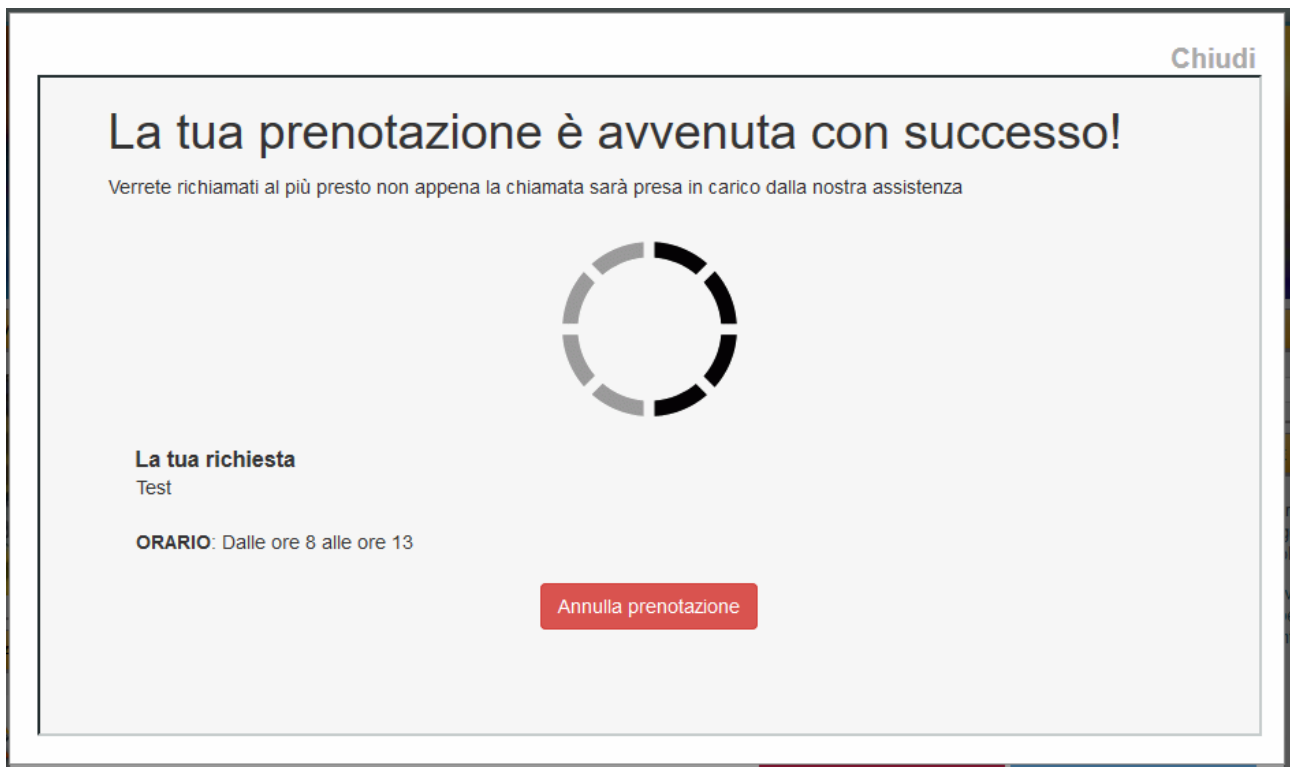 Chiudi
La tua prenotazione è avvenuta con successo!
Verrete richiamati al più presto non appena la chiamata sarà presa in carico dalla nostra assistenza
La tua richiesta
Test
ORARIO: Dalle ore 8 alle ore 13
Annulla prenotazione